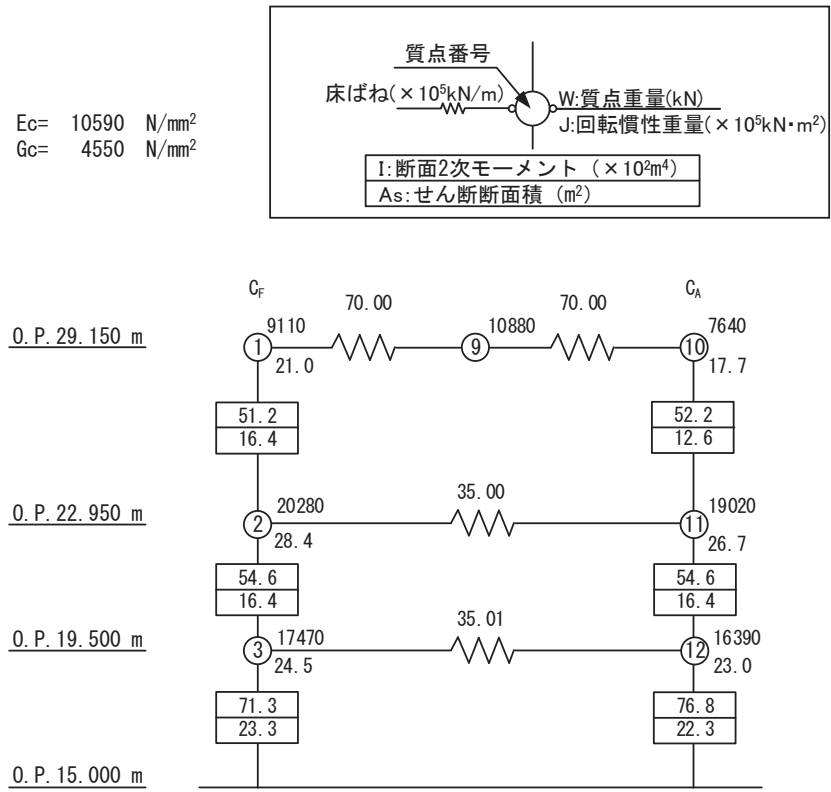 Ec= 10590 N/mm²
Gc= 4550 N/mm²
質点番号
床ばね(×10⁵kN/m)
W:質点重量(kN)
J:回転慣性重量(×10⁵kN･m²)
I:断面2次モーメント (×10²m⁴)
As:せん断断面積 (m²)
C_F
C_A
O.P.29.150 m
1
9110
21.0
70.00
9
10880
70.00
10
7640
17.7
51.2
16.4
52.2
12.6
O.P.22.950 m
2
20280
28.4
35.00
11
19020
26.7
54.6
16.4
54.6
16.4
O.P.19.500 m
3
17470
24.5
35.01
12
16390
23.0
71.3
23.3
76.8
22.3
O.P.15.000 m